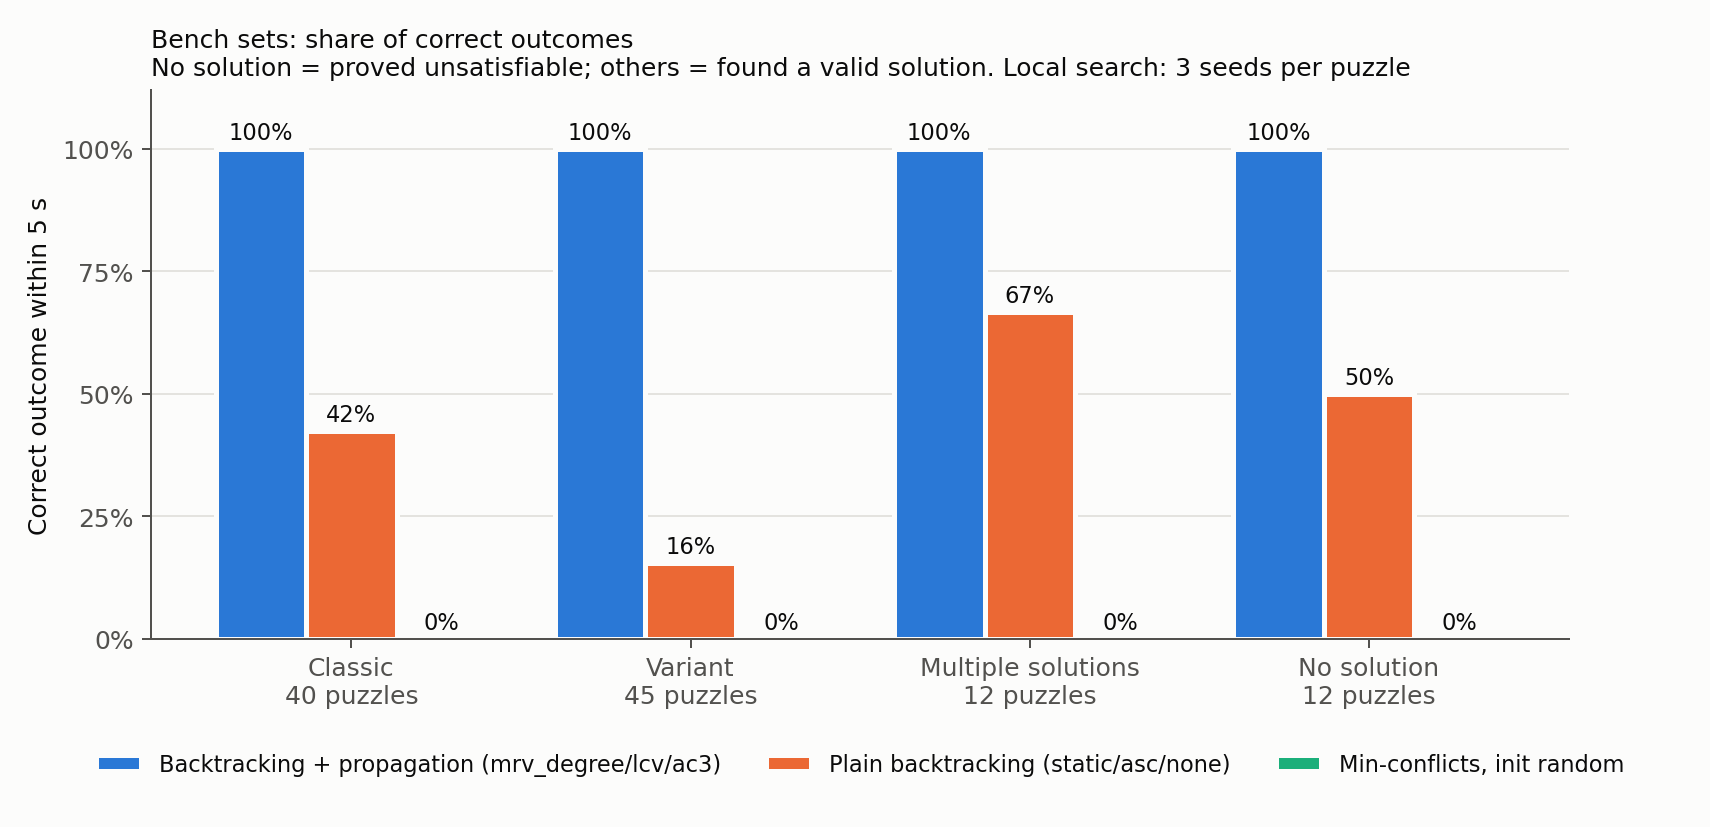 Bench sets: share of correct outcomes
No solution = proved unsatisfiable; others = found a valid solution. Local search: 3 seeds per puzzle
Correct outcome within 5 s
100%
75%
50%
25%
0%
100%
42%
0%
100%
16%
0%
100%
67%
0%
100%
50%
0%
Classic
40 puzzles
Variant
45 puzzles
Multiple solutions
12 puzzles
No solution
12 puzzles
Backtracking + propagation (mrv_degree/lcv/ac3)
Plain backtracking (static/asc/none)
Min-conflicts, init random